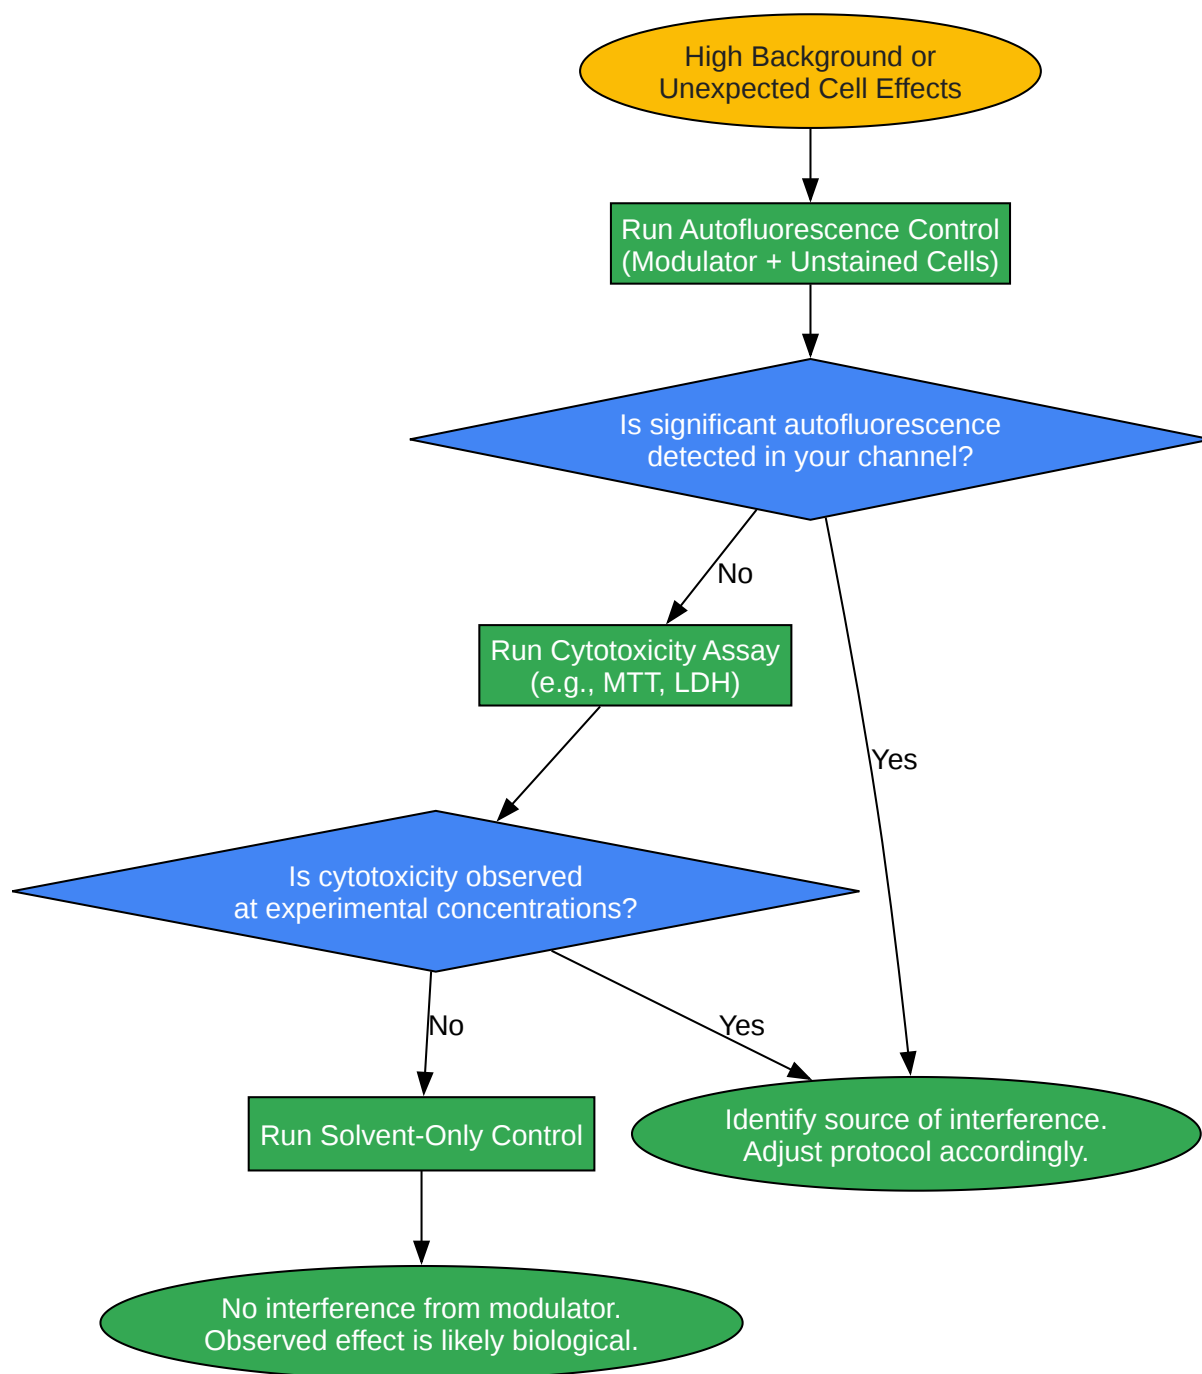 High Background or
Unexpected Cell Effects
Run Autofluorescence Control
(Modulator + Unstained Cells)
Is significant autofluorescence
detected in your channel?
No
Run Cytotoxicity Assay
(e.g., MTT, LDH)
Yes
Is cytotoxicity observed
at experimental concentrations?
No
Yes
Run Solvent-Only Control
Identify source of interference.
Adjust protocol accordingly.
No interference from modulator.
Observed effect is likely biological.